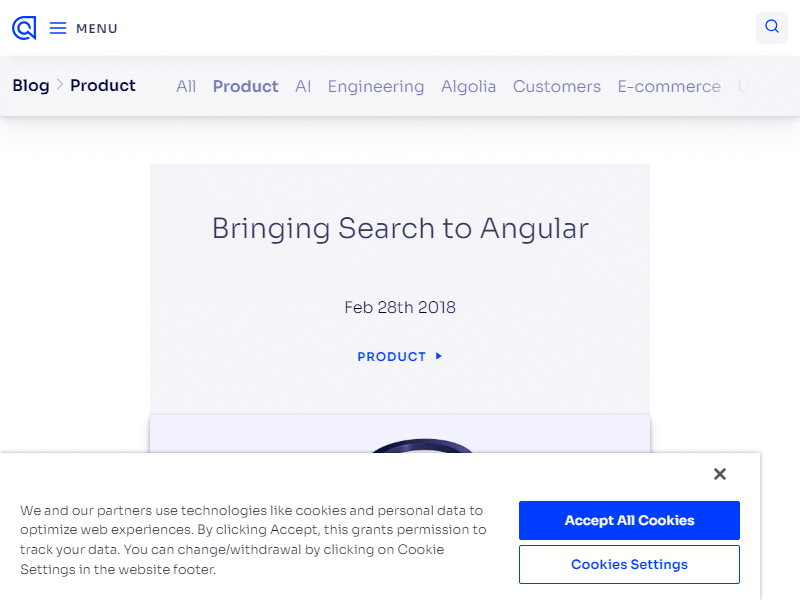 MENU
Blog Product All Product AI Engineering Algolia Customers E-commerce
Bringing Search to Angular
Feb 28th 2018
PRODUCT
We and our partners use technologies like cookies and personal data to
optimize web experiences. By clicking Accept, this grants permission to
track your data. You can change/withdrawal by clicking on Cookie
Settings in the website footer.
Accept All Cookies
Cookies Settings